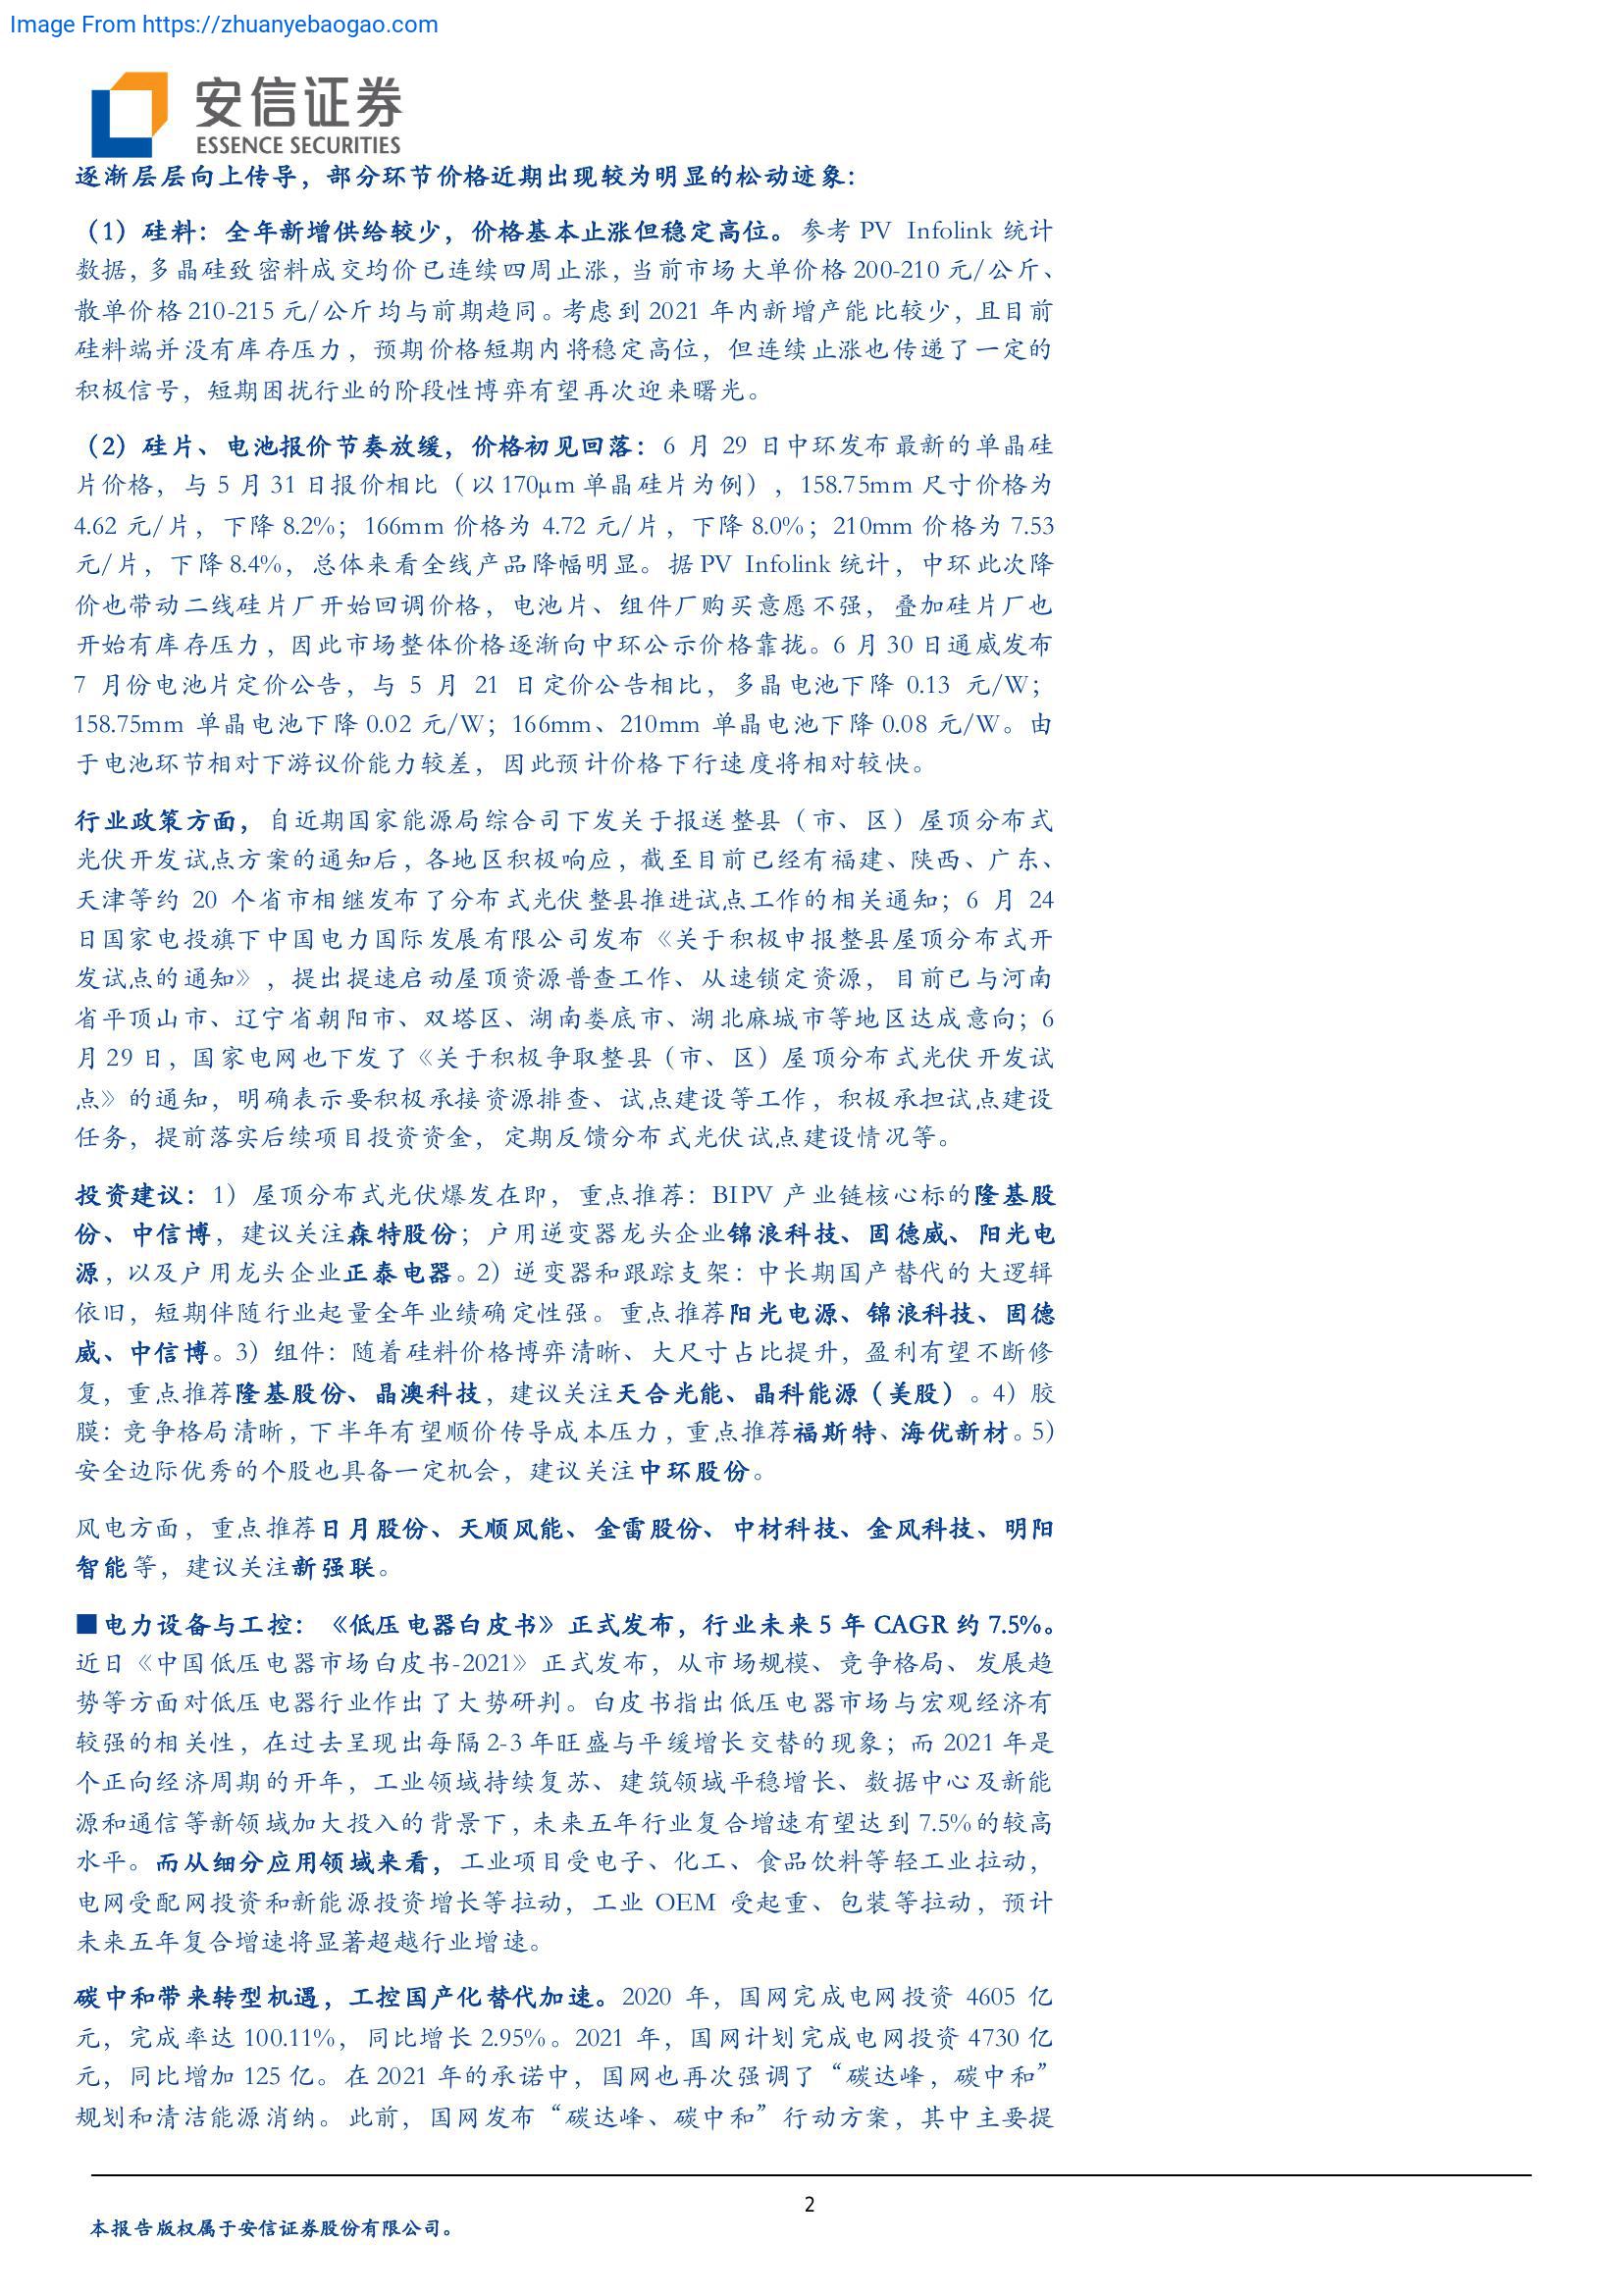 Image From https://zhuanyebaogao.com
安信证券
ESSENCE SECURITIES
逐渐层层向上传导，部分环节价格近期出现较为明显的松动迹象：
（1）硅料：全年新增供给较少，价格基本止涨但稳定高位。参考 PV Infolink 统计
数据，多晶硅致密料成交均价已连续四周止涨，当前市场大单价格 200-210 元/公斤、
散单价格 210-215 元/公斤均与前期趋同。考虑到 2021 年内新增产能比较少，且目前
硅料端并没有库存压力，预期价格短期内将稳定高位，但连续止涨也传递了一定的
积极信号，短期困扰行业的阶段性博弈有望再次迎来曙光。
（2）硅片、电池报价节奏放缓，价格初见回落：6 月 29 日中环发布最新的单晶硅
片价格，与 5 月 31 日报价相比（以 170μm 单晶硅片为例），158.75mm 尺寸价格为
4.62 元/片，下降 8.2%；166mm 价格为 4.72 元/片，下降 8.0%；210mm 价格为 7.53
元/片，下降 8.4%，总体来看全线产品降幅明显。据 PV Infolink 统计，中环此次降
价也带动二线硅片厂开始回调价格，电池片、组件厂购买意愿不强，叠加硅片厂也
开始有库存压力，因此市场整体价格逐渐向中环公示价格靠拢。6 月 30 日通威发布
7 月份电池片定价公告，与 5 月 21 日定价公告相比，多晶电池下降 0.13 元/W；
158.75mm 单晶电池下降 0.02 元/W；166mm、210mm 单晶电池下降 0.08 元/W。由
于电池环节相对下游议价能力较差，因此预计价格下行速度将相对较快。
行业政策方面，自近期国家能源局综合司下发关于报送整县（市、区）屋顶分布式
光伏开发试点方案的通知后，各地区积极响应，截至目前已经有福建、陕西、广东、
天津等约 20 个省市相继发布了分布式光伏整县推进试点工作的相关通知；6 月 24
日国家电投旗下中国电力国际发展有限公司发布《关于积极申报整县屋顶分布式开
发试点的通知》，提出提速启动屋顶资源普查工作、从速锁定资源，目前已与河南
省平顶山市、辽宁省朝阳市、双塔区、湖南娄底市、湖北麻城市等地区达成意向；6
月 29 日，国家电网也下发了《关于积极争取整县（市、区）屋顶分布式光伏开发试
点》的通知，明确表示要积极承接资源排查、试点建设等工作，积极承担试点建设
任务，提前落实后续项目投资资金，定期反馈分布式光伏试点建设情况等。
投资建议：1）屋顶分布式光伏爆发在即，重点推荐：BIPV 产业链核心标的隆基股
份、中信博，建议关注森特股份；户用逆变器龙头企业锦浪科技、固德威、阳光电
源，以及户用龙头企业正泰电器。2）逆变器和跟踪支架：中长期国产替代的大逻辑
依旧，短期伴随行业起量全年业绩确定性强。重点推荐阳光电源、锦浪科技、固德
威、中信博。3）组件：随着硅料价格博弈清晰、大尺寸占比提升，盈利有望不断修
复，重点推荐隆基股份、晶澳科技，建议关注天合光能、晶科能源（美股）。4）胶
膜：竞争格局清晰，下半年有望顺价传导成本压力，重点推荐福斯特、海优新材。5）
安全边际优秀的个股也具备一定机会，建议关注中环股份。
风电方面，重点推荐日月股份、天顺风能、金雷股份、中材科技、金风科技、明阳
智能等，建议关注新强联。
■电力设备与工控：《低压电器白皮书》正式发布，行业未来 5 年 CAGR 约 7.5%。
近日《中国低压电器市场白皮书-2021》正式发布，从市场规模、竞争格局、发展趋
势等方面对低压电器行业作出了大势研判。白皮书指出低压电器市场与宏观经济有
较强的相关性，在过去呈现出每隔 2-3 年旺盛与平缓增长交替的现象；而 2021 年是
个正向经济周期的开年，工业领域持续复苏、建筑领域平稳增长、数据中心及新能
源和通信等新领域加大投入的背景下，未来五年行业复合增速有望达到 7.5%的较高
水平。而从细分应用领域来看，工业项目受电子、化工、食品饮料等轻工业拉动，
电网受配网投资和新能源投资增长等拉动，工业 OEM 受起重、包装等拉动，预计
未来五年复合增速将显著超越行业增速。
碳中和带来转型机遇，工控国产化替代加速。2020 年，国网完成电网投资 4605 亿
元，完成率达 100.11%，同比增长 2.95%。2021 年，国网计划完成电网投资 4730 亿
元，同比增加 125 亿。在 2021 年的承诺中，国网也再次强调了“碳达峰，碳中和”
规划和清洁能源消纳。此前，国网发布“碳达峰、碳中和”行动方案，其中主要提
2
本报告版权属于安信证券股份有限公司。